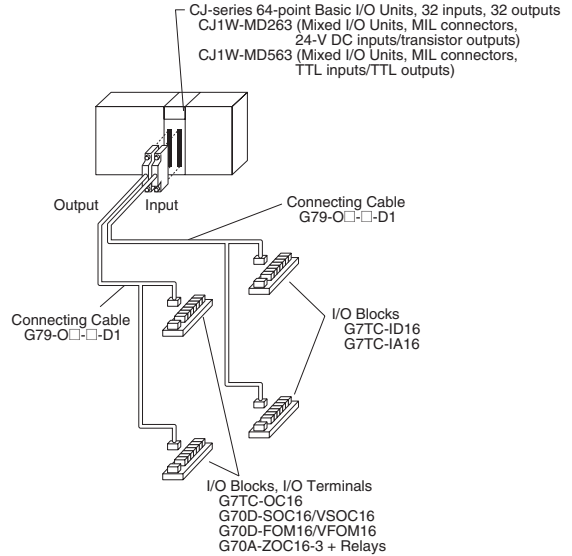 CJ-series 64-point Basic I/O Units, 32 inputs, 32 outputs
CJ1W-MD263 (Mixed I/O Units, MIL connectors,
24-V DC inputs/transistor outputs)
CJ1W-MD563 (Mixed I/O Units, MIL connectors,
TTL inputs/TTL outputs)
Output
Input
Connecting Cable
G79-O□-□-D1
Connecting Cable
G79-O□-□-D1
I/O Blocks
G7TC-ID16
G7TC-IA16
I/O Blocks, I/O Terminals
G7TC-OC16
G70D-SOC16/VSOC16
G70D-FOM16/VFOM16
G70A-ZOC16-3 + Relays